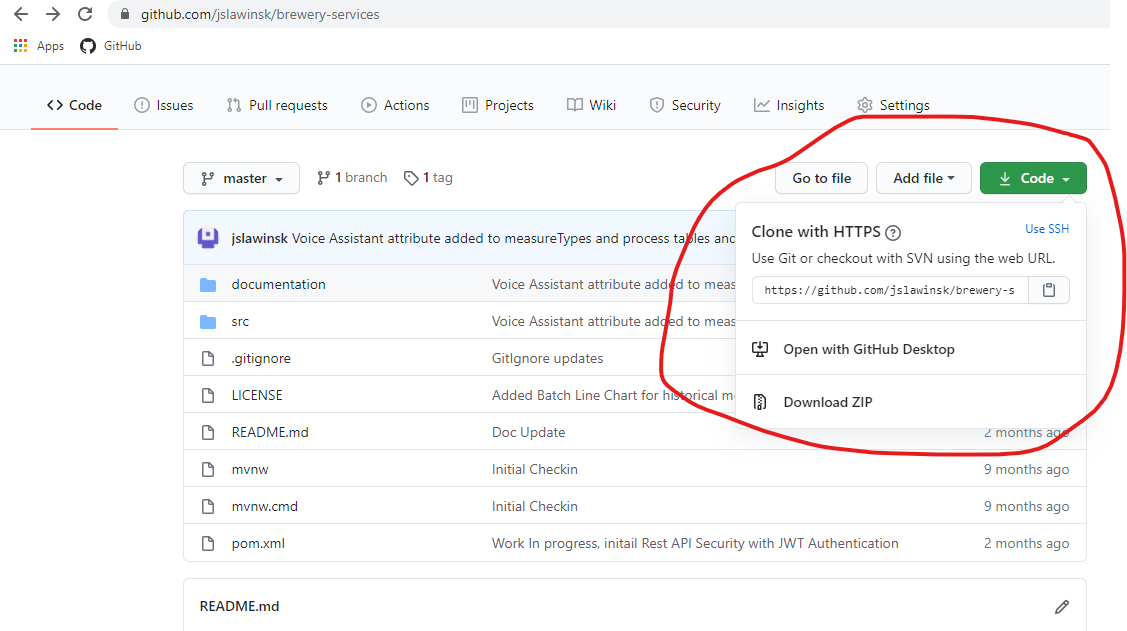 github.com/jslawinsk/brewery-services
Apps GitHub
Code Issues Pull requests Actions Projects Wiki Security Insights Settings
master 1 branch 1 tag Go to file Add file Code
jslawinsk Voice Assistant attribute added to measureTypes and process tables and
Clone with HTTPS ? Use SSH
Use Git or checkout with SVN using the web URL.
https://github.com/jslawinsk/brewery-s
Open with GitHub Desktop
Download ZIP
documentation Voice Assistant attribute added to meas
src Voice Assistant attribute added to meas
.gitignore GitIgnore updates
LICENSE Added Batch Line Chart for historical m
README.md Doc Update 2 months ago
mvnw Initial Checkin 9 months ago
mvnw.cmd Initial Checkin 9 months ago
pom.xml Work In progress, initail Rest API Security with JWT Authentication 2 months ago
README.md